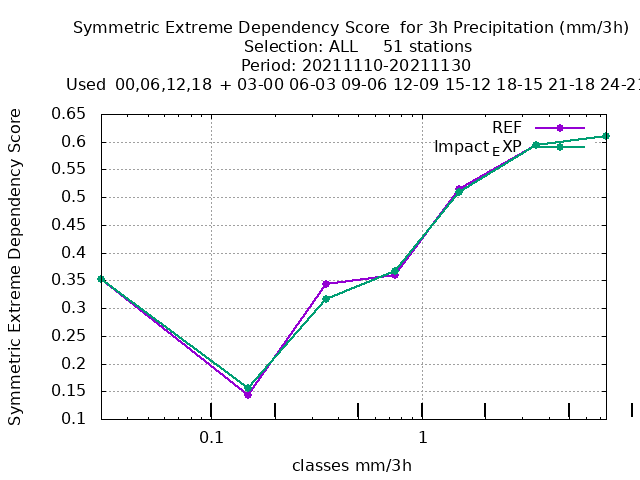 Symmetric Extreme Dependency Score  for 3h Precipitation (mm/3h)
Selection: ALL     51 stations
Period: 20211110-20211130
Used  00,06,12,18  + 03-00 06-03 09-06 12-09 15-12 18-15 21-18 24-21
Symmetric Extreme Dependency Score
0.65
0.6
0.55
0.5
0.45
0.4
0.35
0.3
0.25
0.2
0.15
0.1
REF
Impact_EXP
0.1
1
classes mm/3h